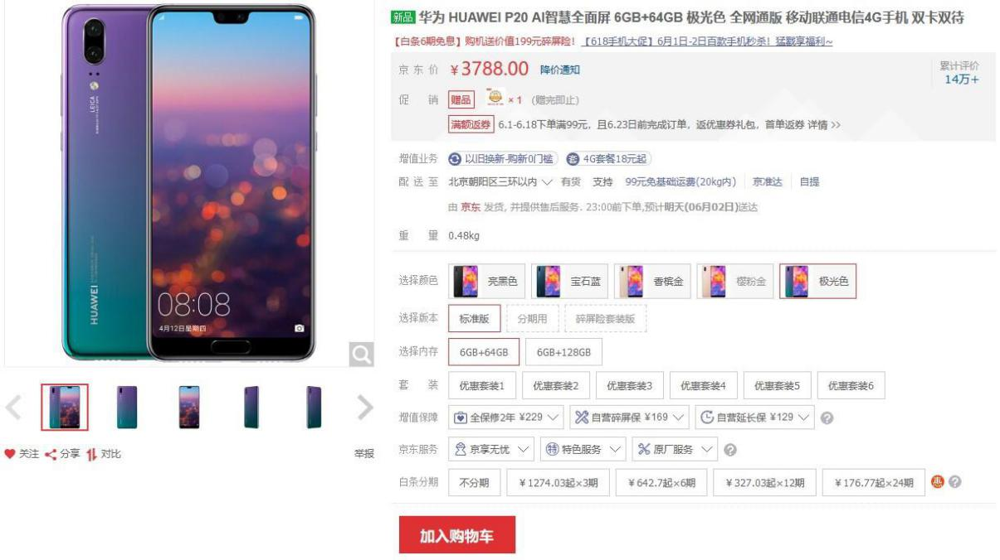 新品 华为 HUAWEI P20 AI智慧全面屏 6GB+64GB 极光色 全网通版 移动联通电信4G手机 双卡双待
【白条6期免息】购机送价值199元碎屏险！【618手机大促】6月1日-2日百款手机秒杀！猛戳享福利~
京东价 ￥3788.00 降价通知
累计评价
14万+
促销 赠品 ×1 (赠完即止)
满额返券 6.1-6.18下单满99元，且6.23日前完成订单，返优惠券礼包，首单返券 详情 >>
增值业务 以旧换新·购新0门槛 套 4G套餐18元起
配送至 北京朝阳区三环以内 有货 支持 99元免基础运费(20kg内) 京准达 自提
由 京东 发货, 并提供售后服务. 23:00前下单,预计明天(06月02日)送达
重量 0.48kg
选择颜色 亮黑色 宝石蓝 香槟金 樱粉金 极光色
选择版本 标准版 分期用 碎屏险套装版
选择内存 6GB+64GB 6GB+128GB
套装 优惠套装1 优惠套装2 优惠套装3 优惠套装4 优惠套装5 优惠套装6
增值保障 全保修2年 ¥229 自营碎屏保 ¥169 自营延长保 ¥129 ?
京东服务 京享无忧 特 特色服务 原厂服务 ?
白条分期 不分期 ￥1274.03起×3期 ￥642.7起×6期 ￥327.03起×12期 ￥176.77起×24期 惠 ?
加入购物车
LEICA
HUAWEI
08:08
4月12日星期四
关注 分享 对比 举报